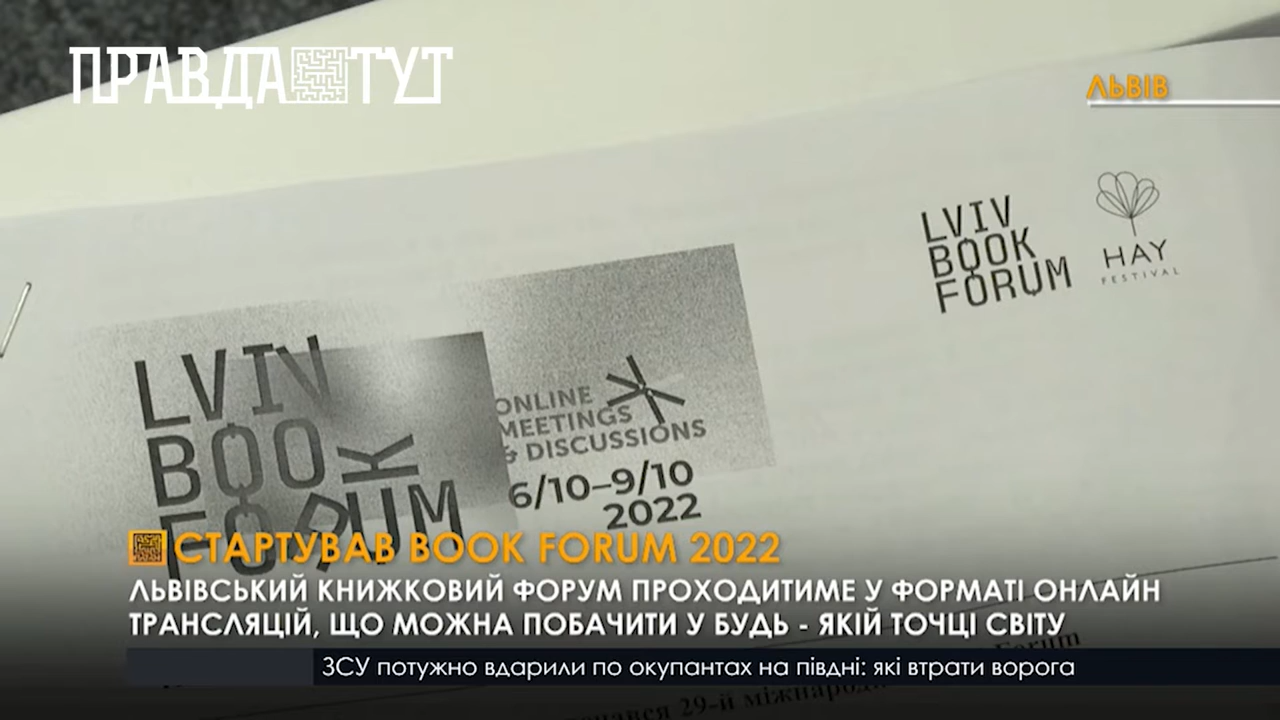 ПРАВДА ТУТ
ЛЬВІВ
LVIV
BOOK
FORUM
HAY
FESTIVAL
LVIV
BOOK
FORUM
ONLINE
MEETINGS
& DISCUSSIONS
6/10–9/10
2022
СТАРТУВАВ BOOK FORUM 2022
ЛЬВІВСЬКИЙ КНИЖКОВИЙ ФОРУМ ПРОХОДИТИМЕ У ФОРМАТІ ОНЛАЙН
ТРАНСЛЯЦІЙ, ЩО МОЖНА ПОБАЧИТИ У БУДЬ - ЯКІЙ ТОЧЦІ СВІТУ
Forum
ЗСУ потужно вдарили по окупантах на півдні: які втрати ворога
29-й